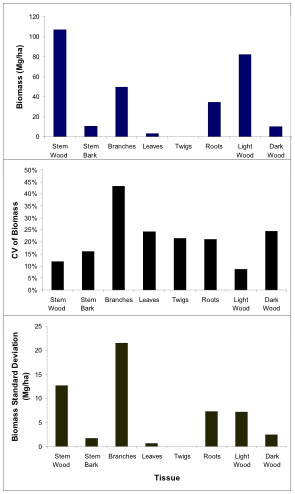 Biomass (Mg/ha)
120
100
80
60
40
20
0
Stem Wood
Stem Bark
Branches
Leaves
Twigs
Roots
Light Wood
Dark Wood
CV of Biomass
50%
45%
40%
35%
30%
25%
20%
15%
10%
5%
0%
Stem Wood
Stem Bark
Branches
Leaves
Twigs
Roots
Light Wood
Dark Wood
Biomass Standard Deviation
(Mg/ha)
25
20
15
10
5
0
Stem Wood
Stem Bark
Branches
Leaves
Twigs
Roots
Light Wood
Dark Wood
Tissue